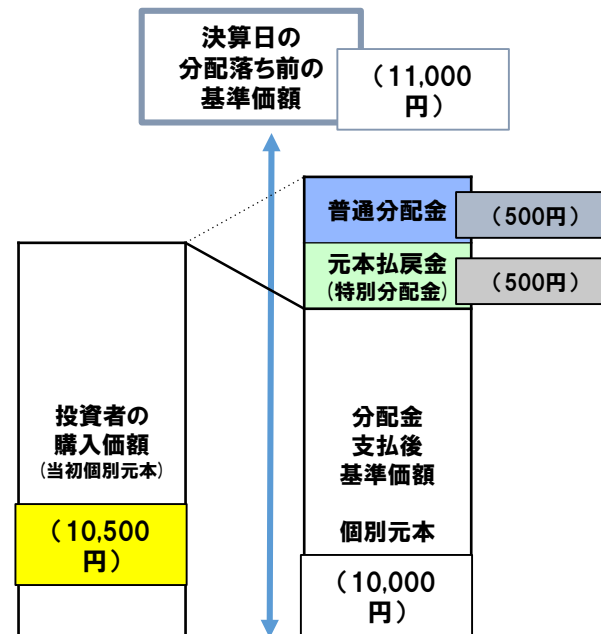 決算日の
分配落ち前の
基準価額
（11,000
円）
普通分配金
（500円）
元本払戻金
(特別分配金)
（500円）
投資者の
購入価額
(当初個別元本)
（10,500
円）
分配金
支払後
基準価額
個別元本
（10,000
円）